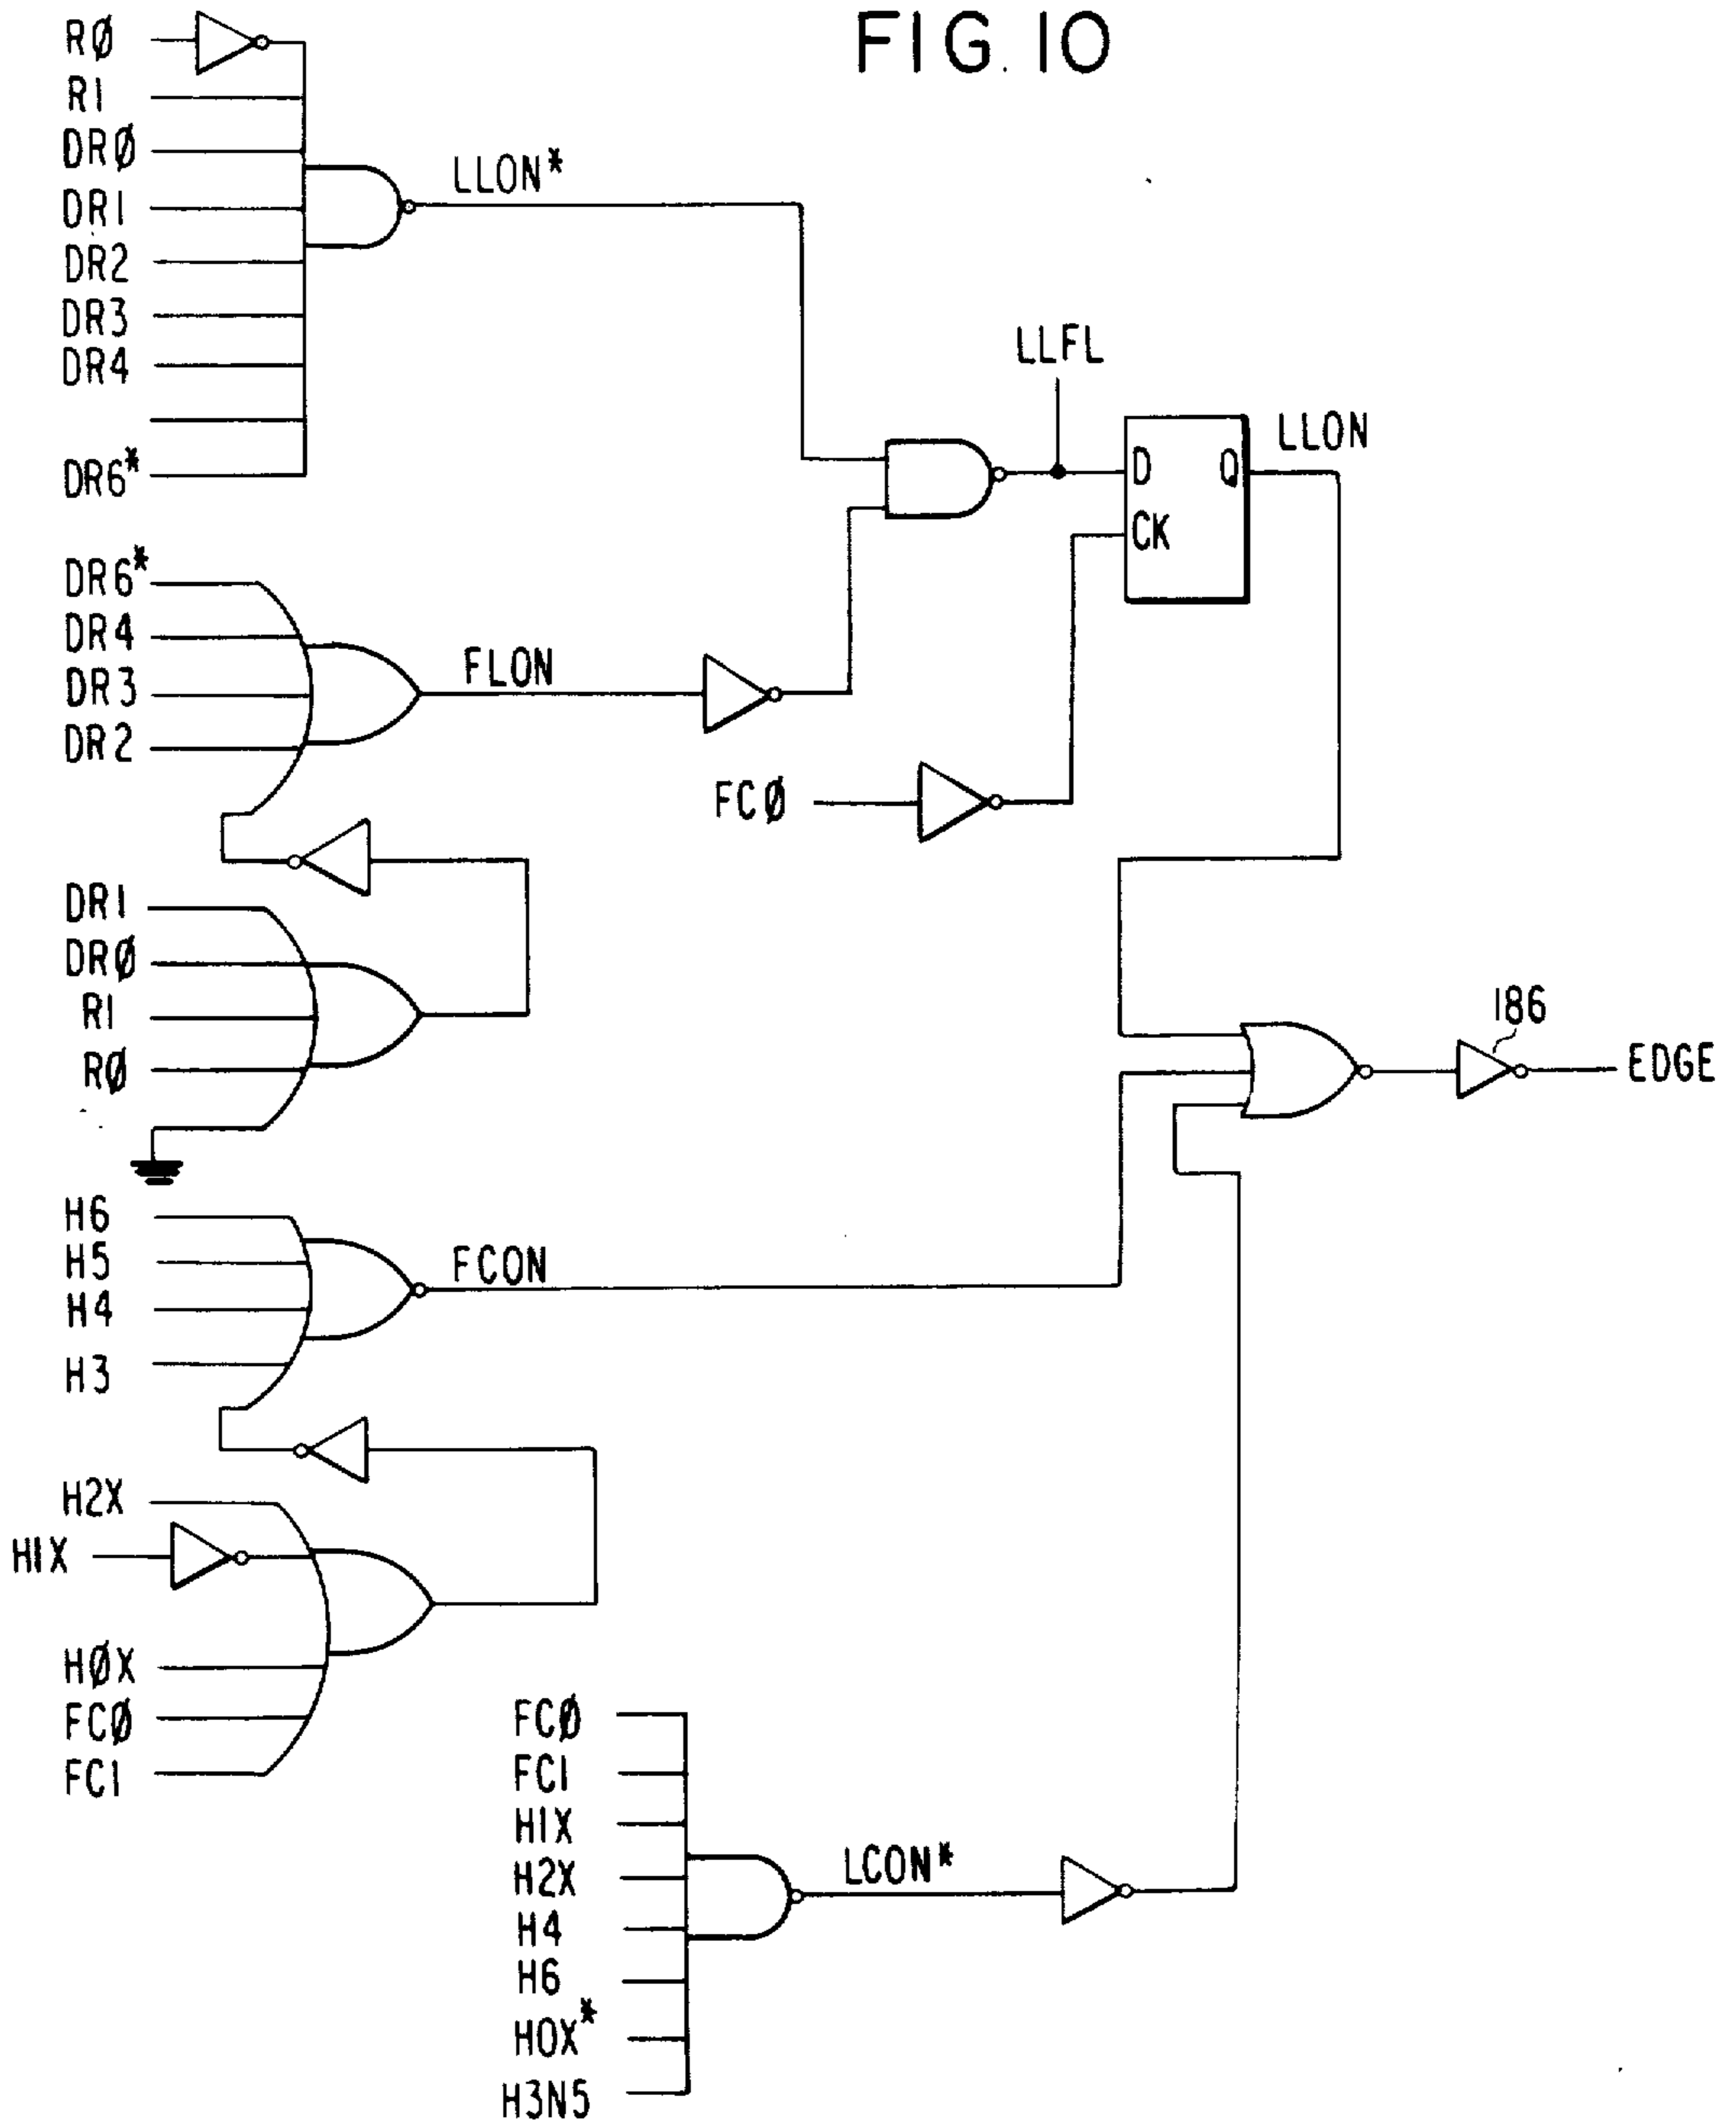 FIG. 10
RØ
R1
DRØ
DR1
DR2
DR3
DR4
DR6*
LLON*
LLFL
D
Q
CK
LLON
DR6*
DR4
DR3
DR2
FLON
FCØ
DR1
DRØ
R1
RØ
186
EDGE
H6
H5
H4
H3
FCON
H2X
H1X
HØX
FCØ
FC1
FCØ
FC1
H1X
H2X
H4
H6
H0X*
H3N5
LCON*